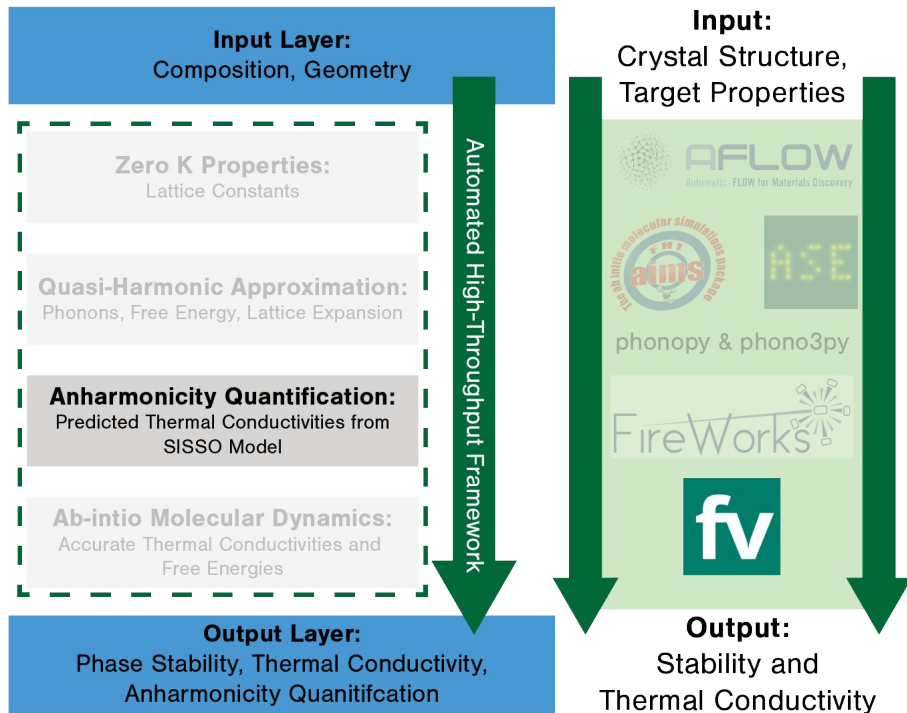 Input Layer:
Composition, Geometry
Zero K Properties:
Lattice Constants
Quasi-Harmonic Approximation:
Phonons, Free Energy, Lattice Expansion
Anharmonicity Quantification:
Predicted Thermal Conductivities from
SISSO Model
Ab-intio Molecular Dynamics:
Accurate Thermal Conductivities and
Free Energies
Automated High-Throughput Framework
Output Layer:
Phase Stability, Thermal Conductivity,
Anharmonicity Quanitifcation
Input:
Crystal Structure,
Target Properties
AFLOW
Automatic - FLOW for Materials Discovery
The ab initio molecular simulations package
FHI
aims
ASE
phonopy & phono3py
FireWorks
fv
Output:
Stability and
Thermal Conductivity